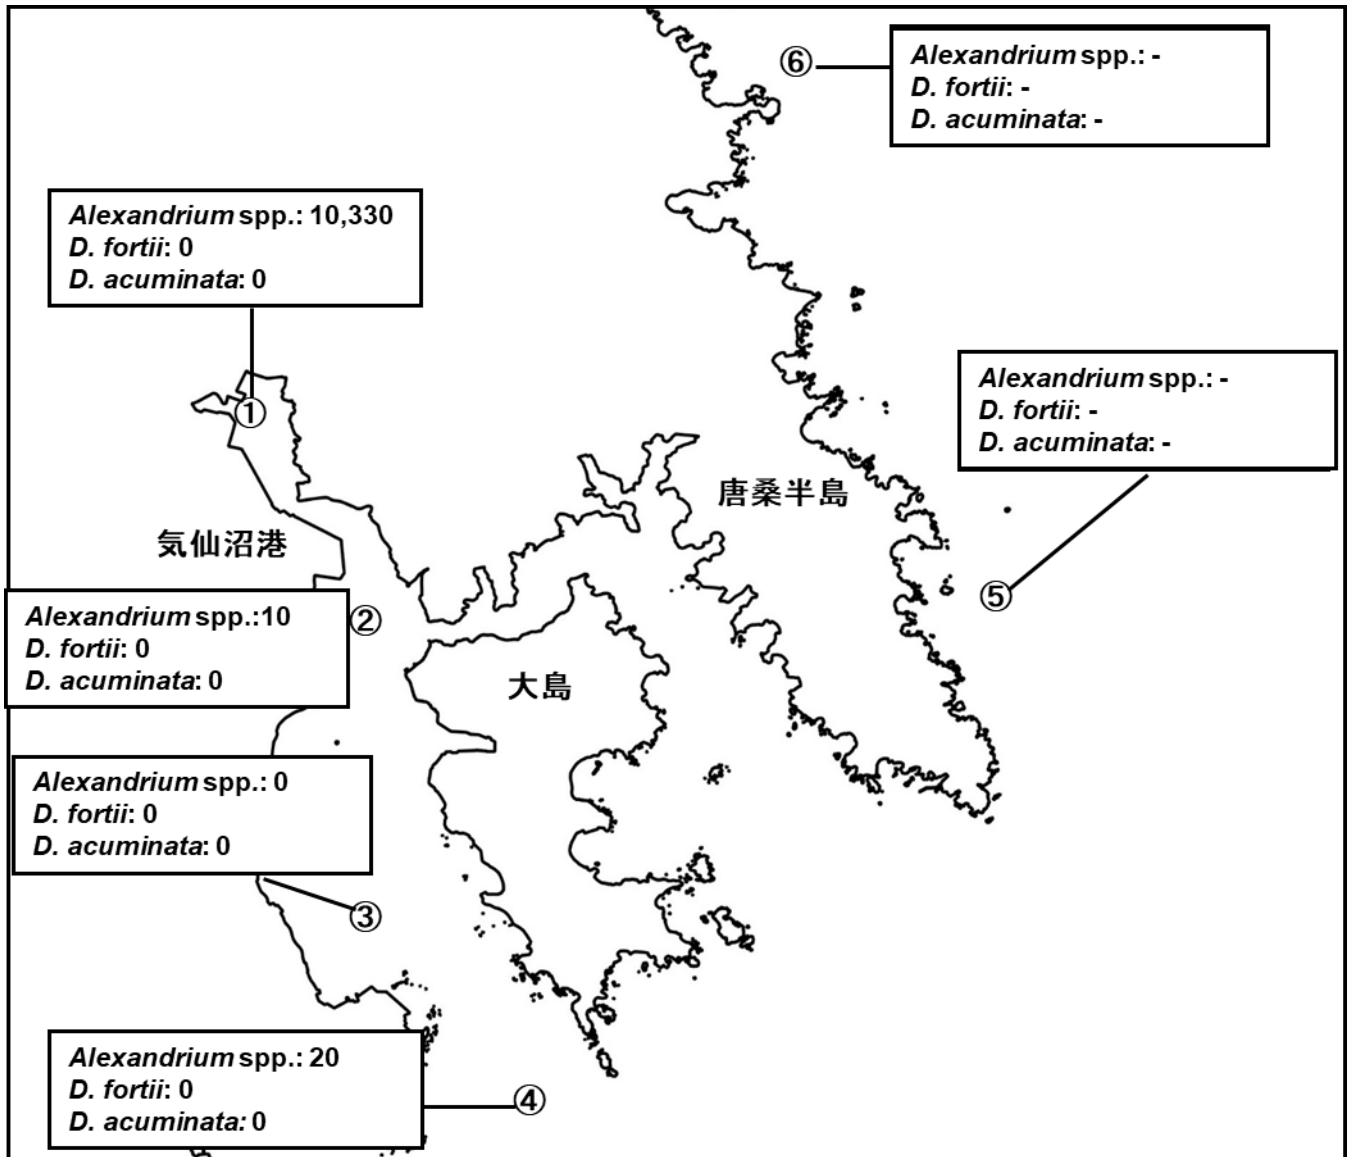 ⑥
Alexandrium spp.: -
D. fortii: -
D. acuminata: -
Alexandrium spp.: 10,330
D. fortii: 0
D. acuminata: 0
①
Alexandrium spp.: -
D. fortii: -
D. acuminata: -
唐桑半島
気仙沼港
⑤
Alexandrium spp.:10
D. fortii: 0
D. acuminata: 0
②
大島
Alexandrium spp.: 0
D. fortii: 0
D. acuminata: 0
③
Alexandrium spp.: 20
D. fortii: 0
D. acuminata: 0
④